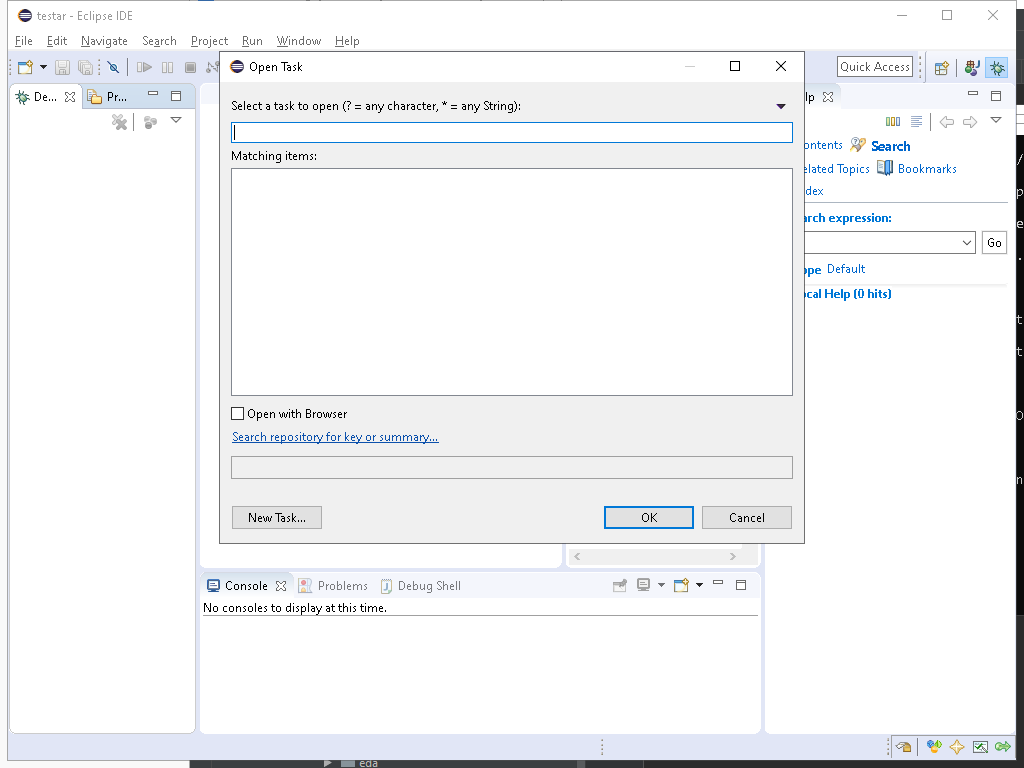 testar - Eclipse IDE
File Edit Navigate Search Project Run Window Help
Quick Access
De... Pr...
Open Task
Select a task to open (? = any character, * = any String):
Matching items:
Open with Browser
Search repository for key or summary...
New Task... OK Cancel
lp
ontents Search
elated Topics Bookmarks
dex
arch expression:
Go
ope Default
ocal Help (0 hits)
Console Problems Debug Shell
No consoles to display at this time.
eda